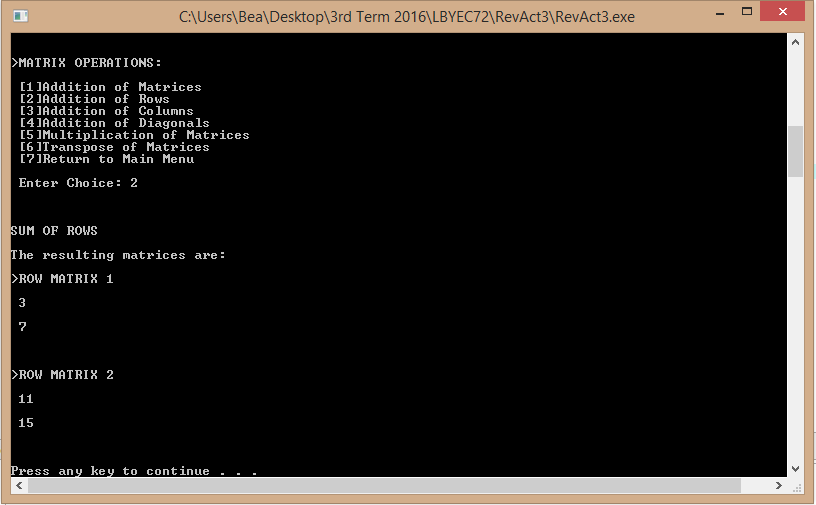 C:\Users\Bea\Desktop\3rd Term 2016\LBYEC72\RevAct3\RevAct3.exe
>MATRIX OPERATIONS:
[1]Addition of Matrices
[2]Addition of Rows
[3]Addition of Columns
[4]Addition of Diagonals
[5]Multiplication of Matrices
[6]Transpose of Matrices
[7]Return to Main Menu
Enter Choice: 2
SUM OF ROWS
The resulting matrices are:
>ROW MATRIX 1
3
7
>ROW MATRIX 2
11
15
Press any key to continue . . .